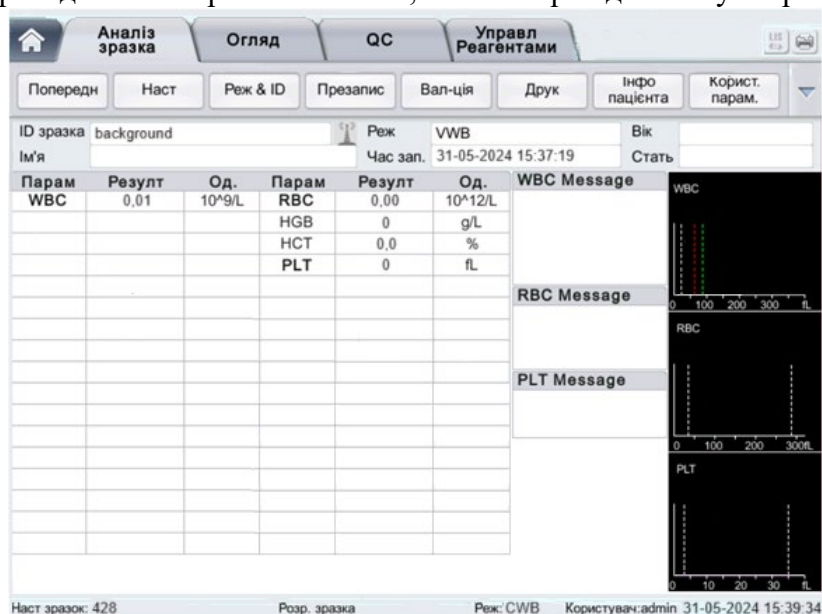 Аналіз зразка
Огляд
QC
Управл Реагентами
LIS
Попередн
Наст
Реж & ID
Презапис
Вал-ція
Друк
Інфо пацієнта
Корист. парам.
ID зразка background Реж VWB Вік
Ім'я Час зап. 31-05-2024 15:37:19 Стать
Парам Резулт Од. Парам Резулт Од. WBC Message
WBC 0,01 10^9/L RBC 0,00 10^12/L
HGB 0 g/L
HCT 0,0 %
PLT 0 fL
RBC Message
PLT Message
WBC
0 100 200 300 fL
RBC
0 100 200 300fL
PLT
0 10 20 30 fL
Наст зразок: 428 Розр. зразка Реж: CWB Користувач:admin 31-05-2024 15:39:34